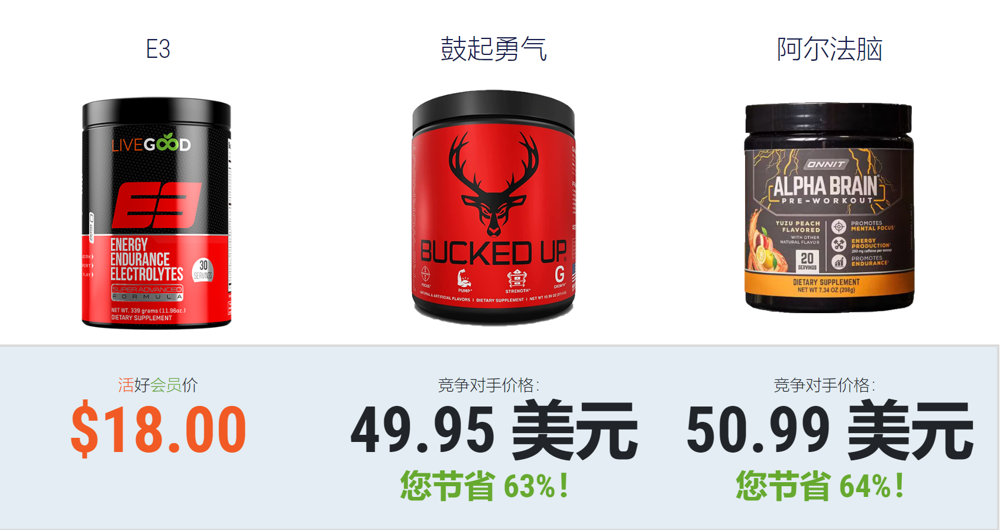 E3
鼓起勇气
阿尔法脑
LIVEGOOD
E3
ENERGY
ENDURANCE
ELECTROLYTES
30
SERVINGS
SUPER ADVANCED
FORMULA
NET WT. 339 grams (11.96oz.)
DIETARY SUPPLEMENT
BUCKED UP
FOCUS*
PUMP*
STRENGTH*
G
GROWTH*
NATURAL & ARTIFICIAL FLAVORS | DIETARY SUPPLEMENT | NET WT 10.99 OZ
ONNIT
ALPHA BRAIN
PRE-WORKOUT
YUZU PEACH
FLAVORED
WITH OTHER
NATURAL FLAVOR
20
SERVINGS
PROMOTES
MENTAL FOCUS†
ENERGY
PRODUCTION†
200 mg caffeine per scoop
PROMOTES
ENDURANCE†
DIETARY SUPPLEMENT
NET WT 7.34 OZ (208g)
活好会员价
$18.00
竞争对手价格：
49.95 美元
您节省 63%！
竞争对手价格：
50.99 美元
您节省 64%！